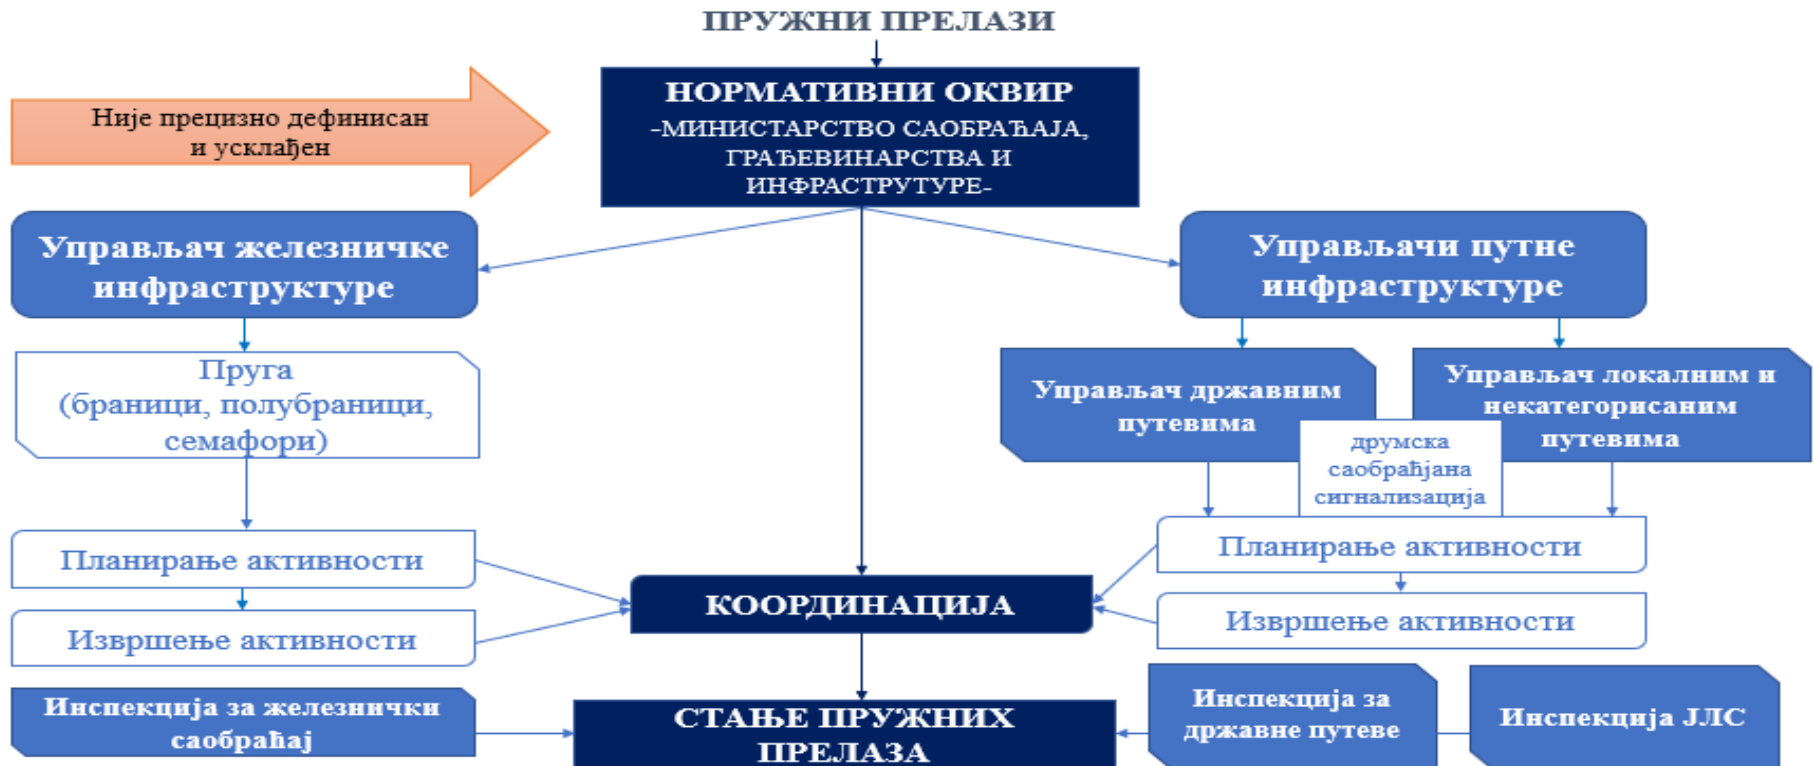 ПРУЖНИ ПРЕЛАЗИ
НОРМАТИВНИ ОКВИР
-МИНИСТАРСТВО САОБРАЋАЈА,
ГРАЂЕВИНАРСТВА И
ИНФРАСТРУТУРЕ-
Није прецизно дефинисан
и усклађен
Управљач железничке
инфраструктуре
Управљачи путне
инфраструктуре
Пруга
(браници, полубраници,
семафори)
Управљач државним
путевима
Управљач локалним и
некатегорисаним
путевима
друмска
саобраћјана
сигнализација
Планирање активности
Планирање активности
КООРДИНАЦИЈА
Извршење активности
Извршење активности
Инспекција за железнички
саобраћај
СТАЊЕ ПРУЖНИХ
ПРЕЛАЗА
Инспекција за
државне путеве
Инспекција ЈЛС